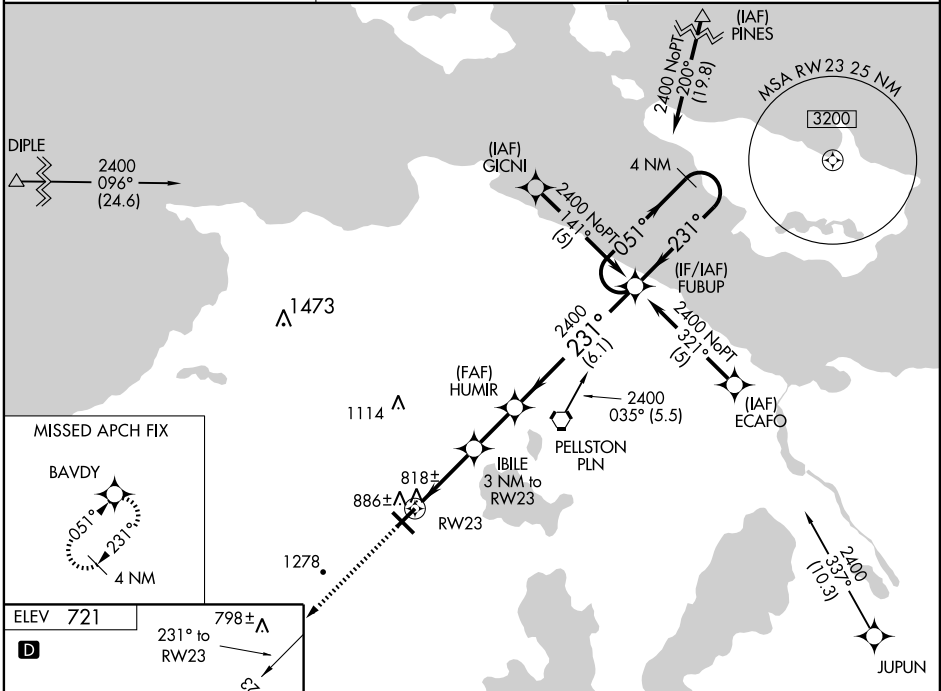 (IAF)
PINES
2400 NoPT
200°
(19.8)
MSA RW23 25 NM
3200
DIPLE
2400
096°
(24.6)
(IAF)
GICNI
4 NM
2400 NoPT
141°
(5)
051°
231°
(IF/IAF)
FUBUP
2400
231°
(6.1)
2400 NoPT
321°
(5)
(IAF)
ECAFO
1473
(FAF)
HUMIR
1114
2400
035° (5.5)
PELLSTON
PLN
IBILE
3 NM to
RW23
818±
886±
RW23
1278
MISSED APCH FIX
BAVDY
051°
231°
4 NM
2400
337°
(10.3)
JUPUN
ELEV 721
D
798±
231° to
RW23
23